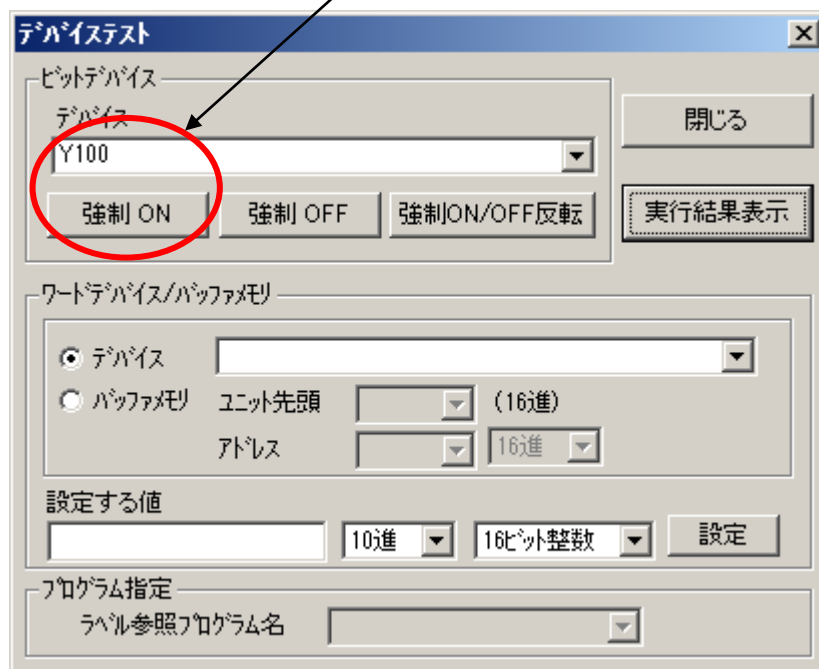 ﾃﾞﾊﾞｲｽﾃｽﾄ
ﾋﾞｯﾄﾃﾞﾊﾞｲｽ
ﾃﾞﾊﾞｲｽ
Y100
閉じる
強制 ON
強制 OFF
強制ON/OFF反転
実行結果表示
ﾜｰﾄﾞﾃﾞﾊﾞｲｽ/ﾊﾞｯﾌｧﾒﾓﾘ
ﾃﾞﾊﾞｲｽ
ﾊﾞｯﾌｧﾒﾓﾘ
ﾕﾆｯﾄ先頭
(16進)
ｱﾄﾞﾚｽ
16進
設定する値
10進
16ﾋﾞｯﾄ整数
設定
ﾌﾟﾛｸﾞﾗﾑ指定
ﾗﾍﾞﾙ参照ﾌﾟﾛｸﾞﾗﾑ名